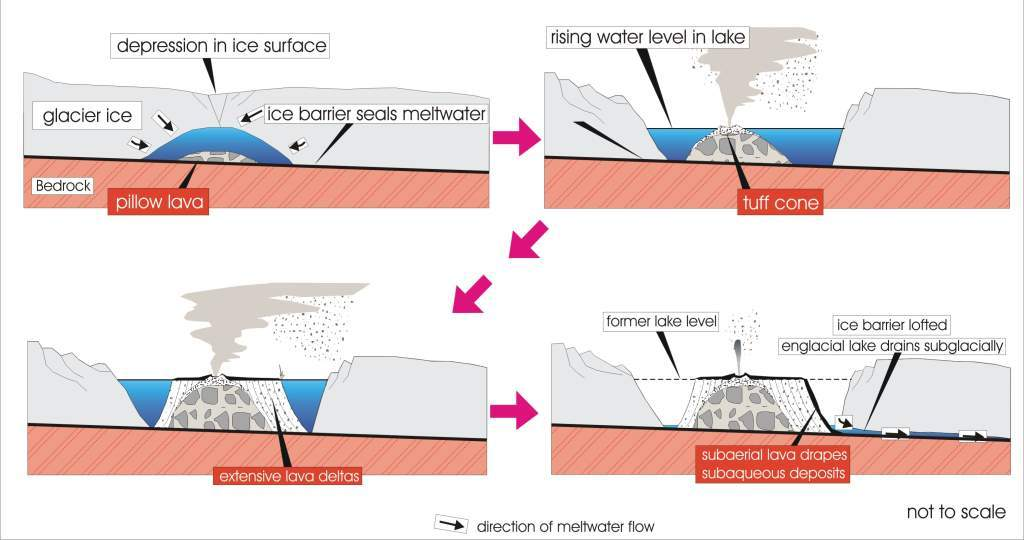 depression in ice surface
glacier ice
ice barrier seals meltwater
Bedrock
pillow lava
rising water level in lake
tuff cone
extensive lava deltas
former lake level
ice barrier lofted
englacial lake drains subglacially
subaerial lava drapes
subaqueous deposits
not to scale
direction of meltwater flow